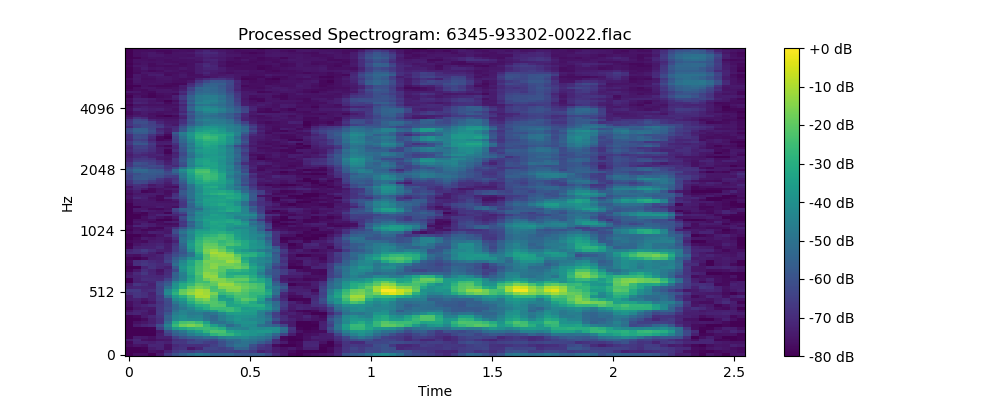 Processed Spectrogram: 6345-93302-0022.flac
+0 dB
-10 dB
-20 dB
-30 dB
-40 dB
-50 dB
-60 dB
-70 dB
-80 dB
Hz
4096
2048
1024
512
0
0 0.5 1 1.5 2 2.5
Time